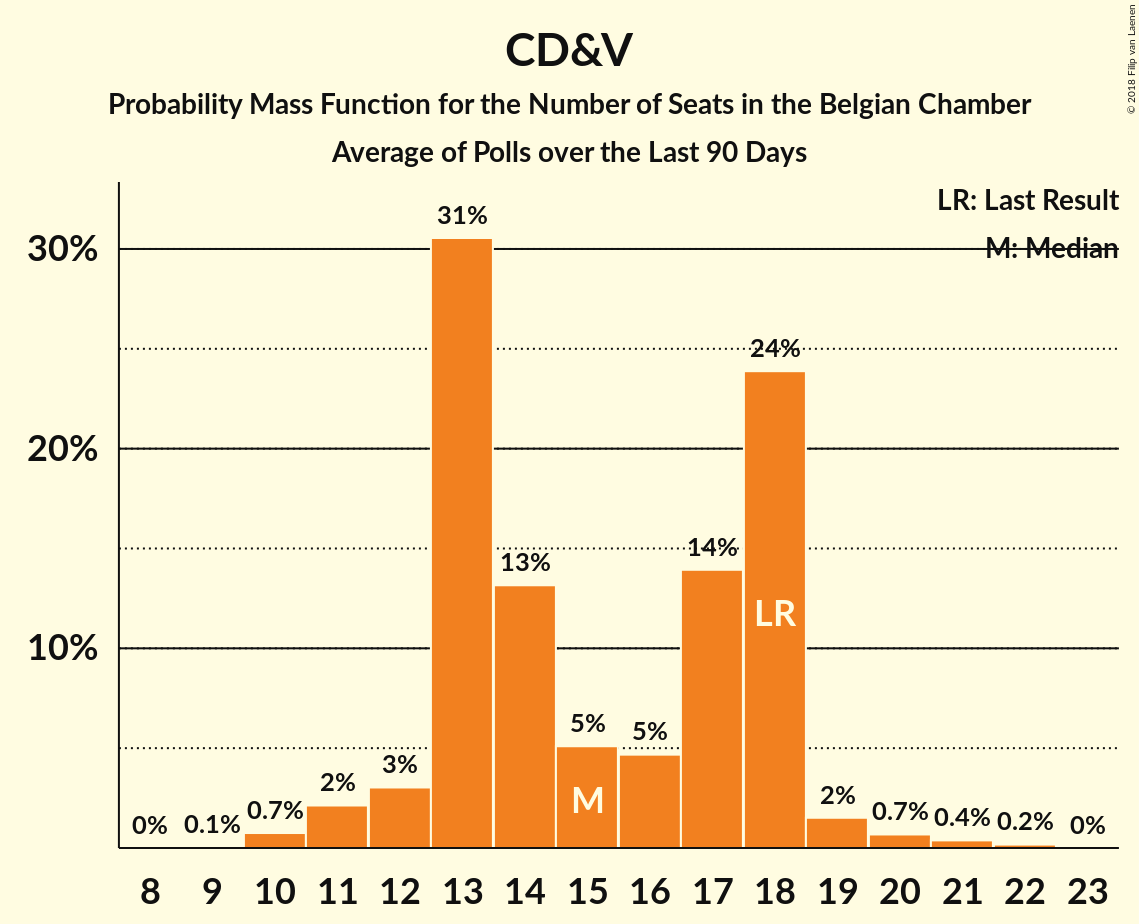 CD&V
Probability Mass Function for the Number of Seats in the Belgian Chamber
Average of Polls over the Last 90 Days
© 2018 Filip van Laenen
LR: Last Result
M: Median
30%
20%
10%
0%
0.1%
0.7%
2%
3%
31%
13%
5%
5%
14%
24%
2%
0.7%
0.4%
0.2%
0%
M
LR
8 9 10 11 12 13 14 15 16 17 18 19 20 21 22 23